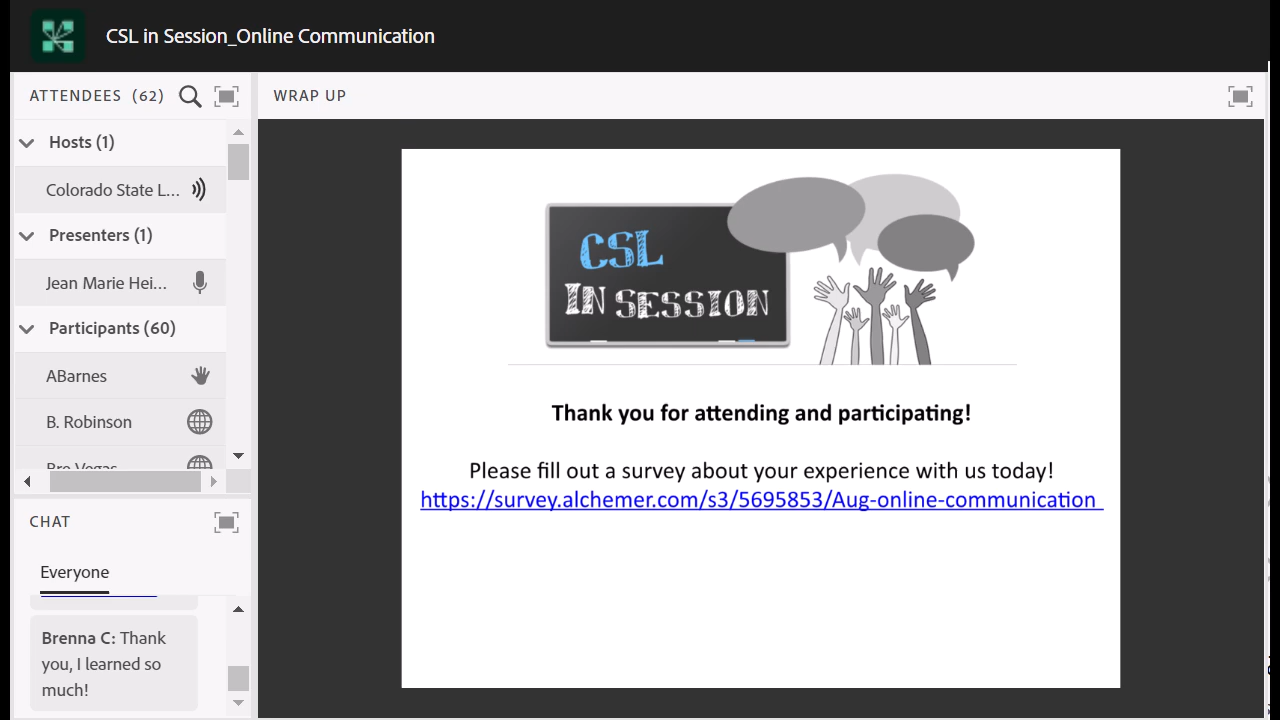 CSL in Session_Online Communication
ATTENDEES (62)
Hosts (1)
Colorado State L...
Presenters (1)
Jean Marie Hei...
Participants (60)
ABarnes
B. Robinson
Bre Vegas
CHAT
Everyone
Brenna C: Thank
you, I learned so
much!
WRAP UP
CSL
IN SESSION
Thank you for attending and participating!
Please fill out a survey about your experience with us today!
https://survey.alchemer.com/s3/5695853/Aug-online-communication